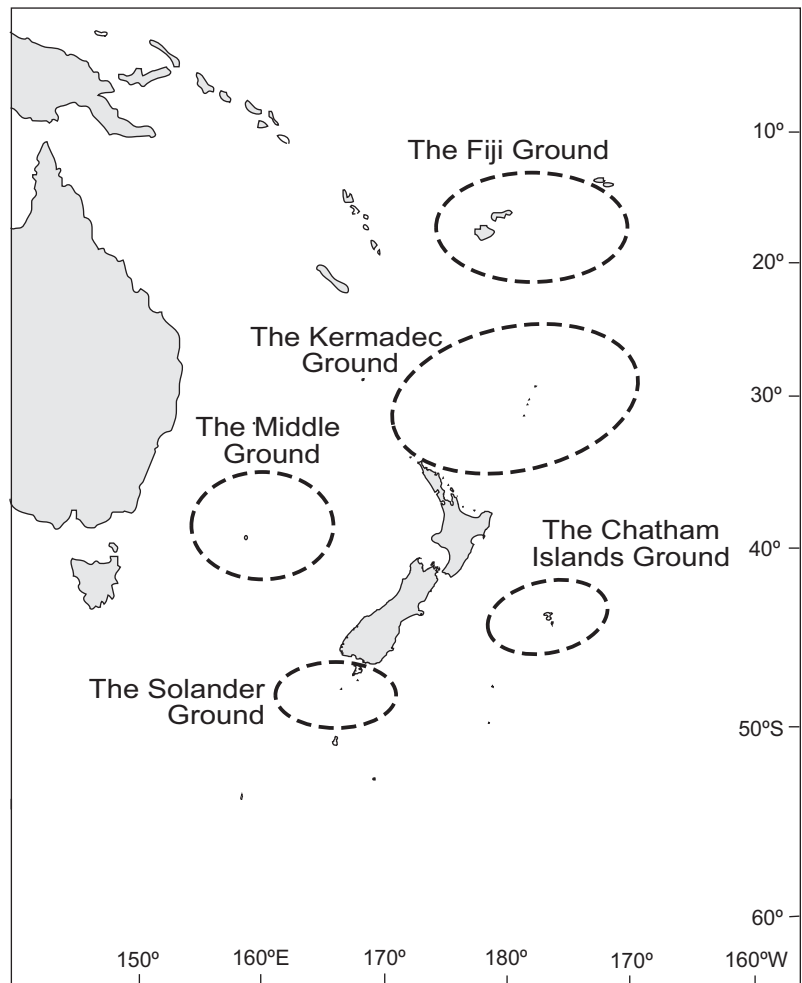 10º
The Fiji Ground
20º
The Kermadec
Ground
30º
The Middle
Ground
The Chatham
Islands Ground
40º
The Solander
Ground
50ºS
60º
150º
160ºE
170º
180º
170º
160ºW